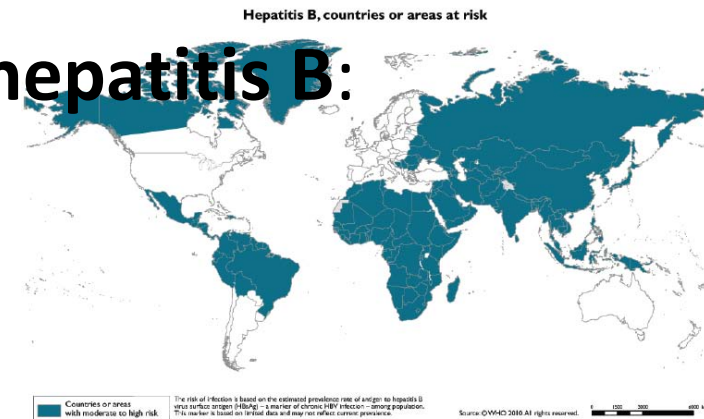 Hepatitis B, countries or areas at risk
hepatitis B:
Countries or areas
with moderate to high risk
The risk of infection is based on the estimated prevalence rate of antigen to hepatitis B
virus surface antigen (HBsAg) – a marker of chronic HBV infection – among population.
This marker is based on limited data and may not reflect current prevalence.
Source: © WHO 2010. All rights reserved.